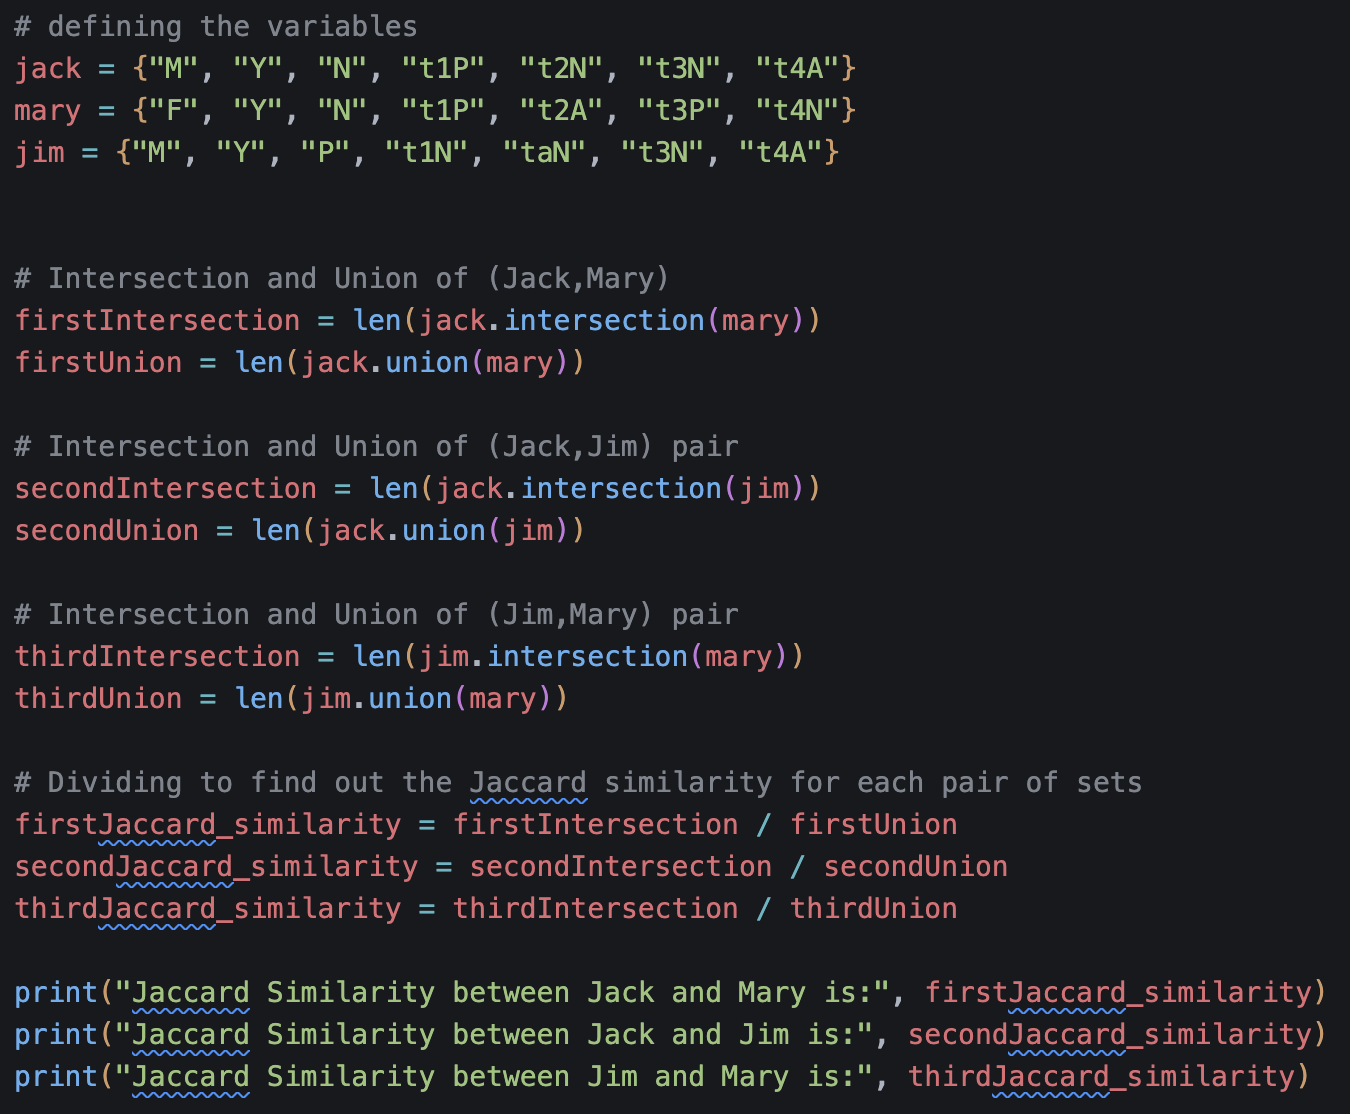 # defining the variables
jack = {"M", "Y", "N", "t1P", "t2N", "t3N", "t4A"}
mary = {"F", "Y", "N", "t1P", "t2A", "t3P", "t4N"}
jim = {"M", "Y", "P", "t1N", "taN", "t3N", "t4A"}
# Intersection and Union of (Jack,Mary)
firstIntersection = len(jack.intersection(mary))
firstUnion = len(jack.union(mary))
# Intersection and Union of (Jack,Jim) pair
secondIntersection = len(jack.intersection(jim))
secondUnion = len(jack.union(jim))
# Intersection and Union of (Jim,Mary) pair
thirdIntersection = len(jim.intersection(mary))
thirdUnion = len(jim.union(mary))
# Dividing to find out the Jaccard similarity for each pair of sets
firstJaccard_similarity = firstIntersection / firstUnion
secondJaccard_similarity = secondIntersection / secondUnion
thirdJaccard_similarity = thirdIntersection / thirdUnion
print("Jaccard Similarity between Jack and Mary is:", firstJaccard_similarity)
print("Jaccard Similarity between Jack and Jim is:", secondJaccard_similarity)
print("Jaccard Similarity between Jim and Mary is:", thirdJaccard_similarity)